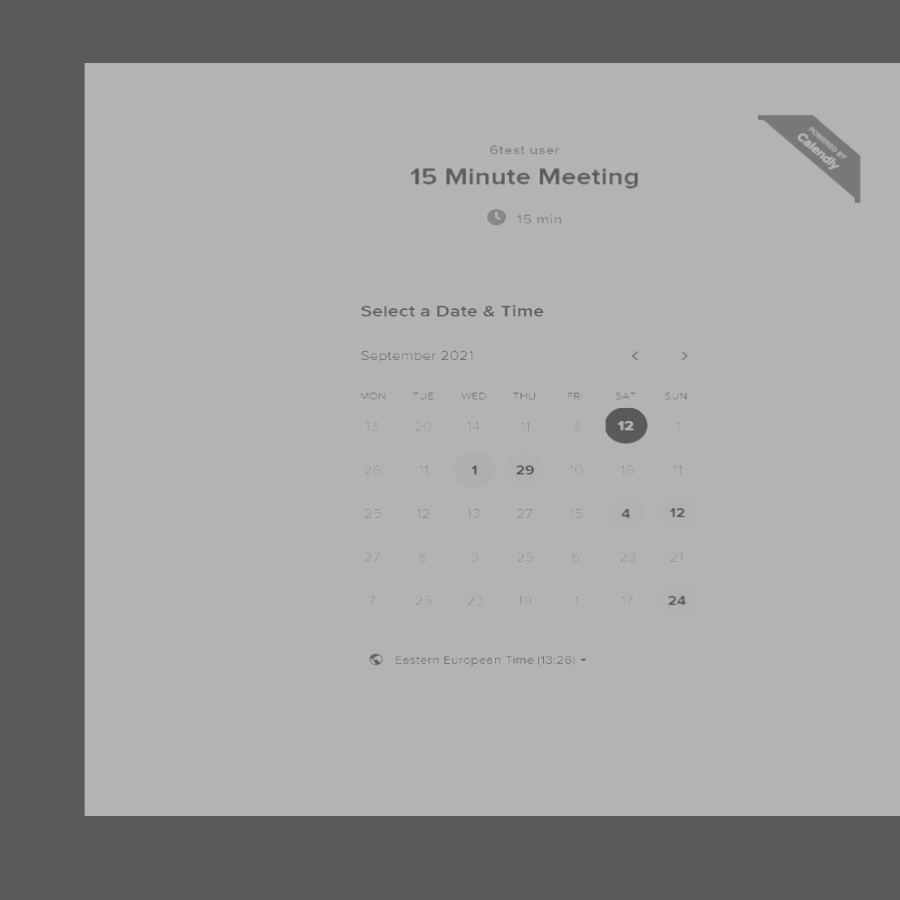 POWERED BY
Calendly
6test user
15 Minute Meeting
15 min
Select a Date & Time
September 2021
MON TUE WED THU FRI SAT SUN
13 20 14 11 3 12 1
26 11 1 29 10 16 11
25 12 13 27 15 4 12
27 6 9 25 6 23 21
7 25 23 19 1 17 24
Eastern European Time (13:26)